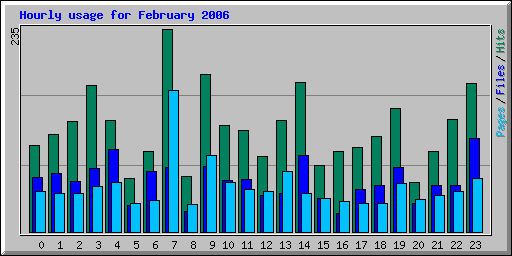 Hourly usage for February 2006
235
Pages/Files/Hits
0 1 2 3 4 5 6 7 8 9 10 11 12 13 14 15 16 17 18 19 20 21 22 23